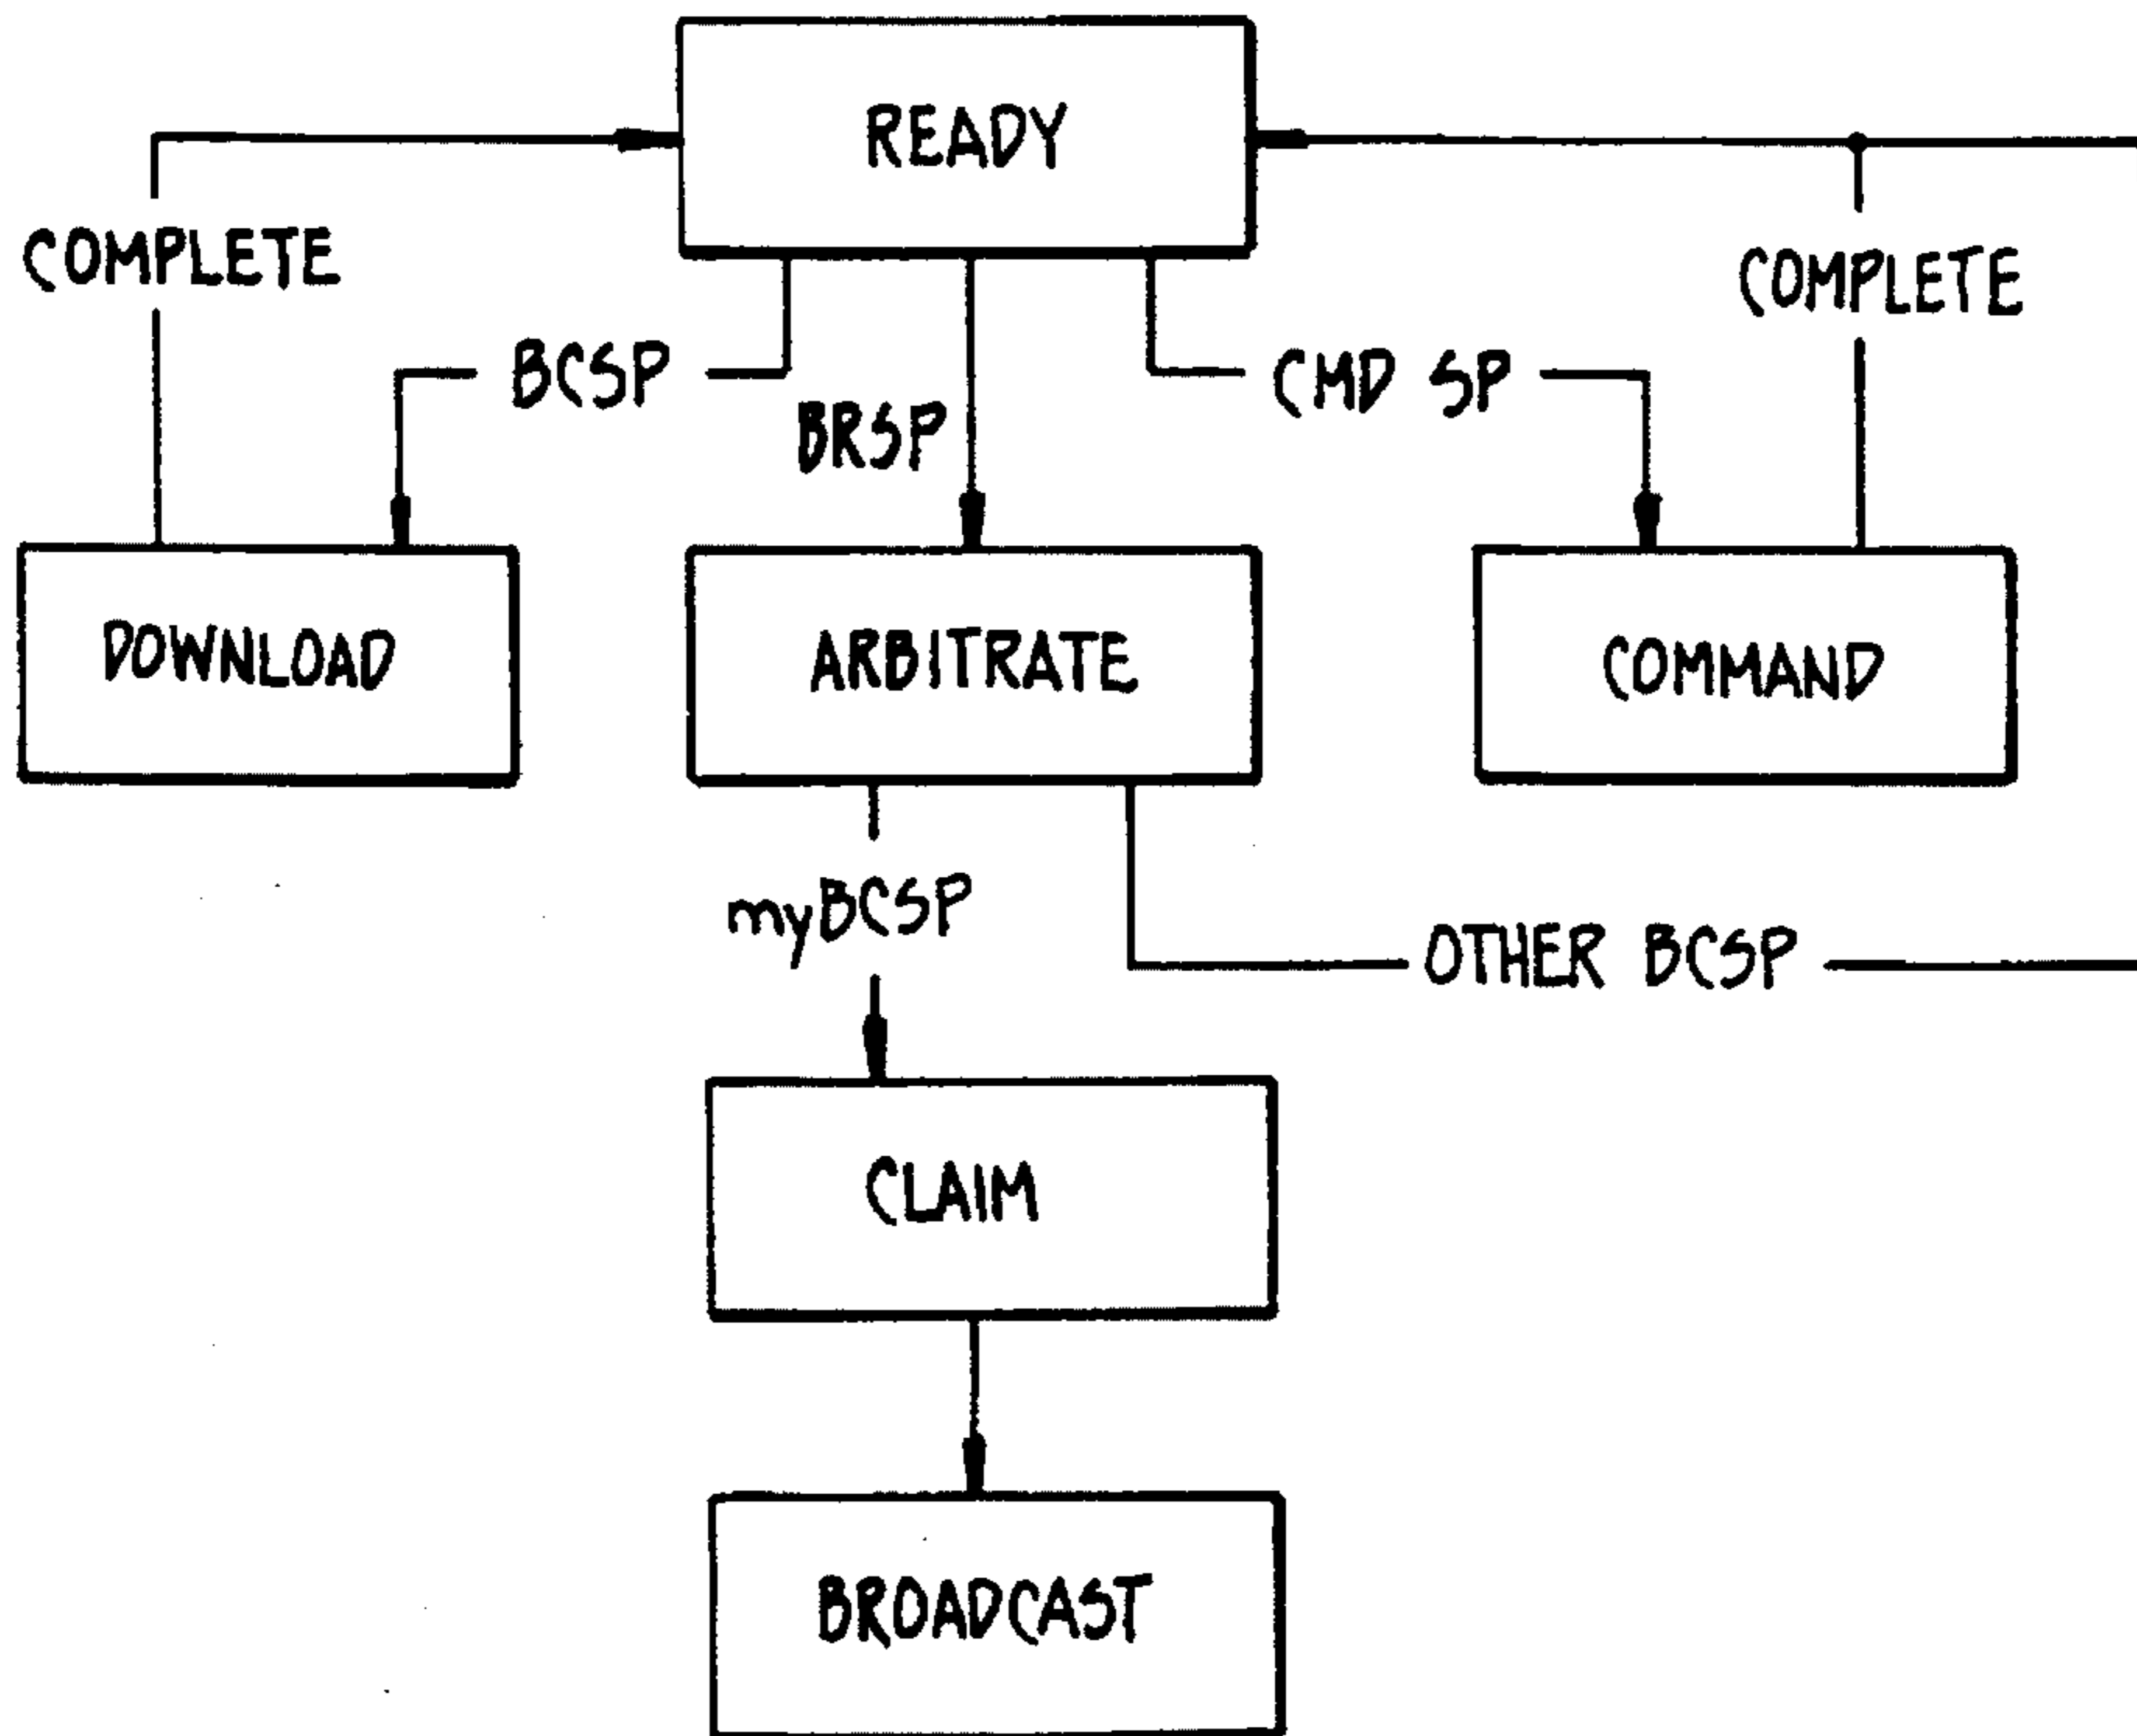 READY
COMPLETE
COMPLETE
BCSP
CMD SP
BRSP
DOWNLOAD
ARBITRATE
COMMAND
myBCSP
OTHER BCSP
CLAIM
BROADCAST